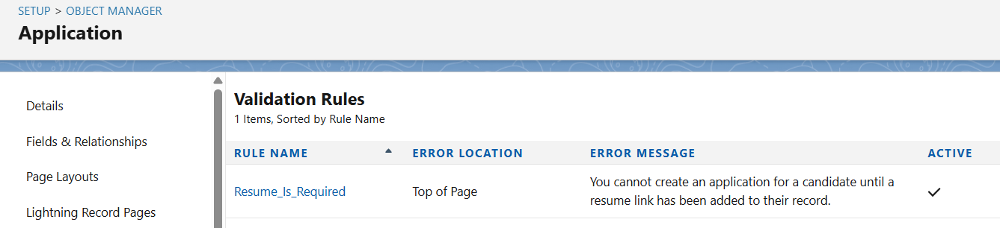 SETUP > OBJECT MANAGER
Application
Details
Fields & Relationships
Page Layouts
Lightning Record Pages
Validation Rules
1 Items, Sorted by Rule Name
RULE NAME ERROR LOCATION ERROR MESSAGE ACTIVE
Resume_Is_Required Top of Page You cannot create an application for a candidate until a
resume link has been added to their record.